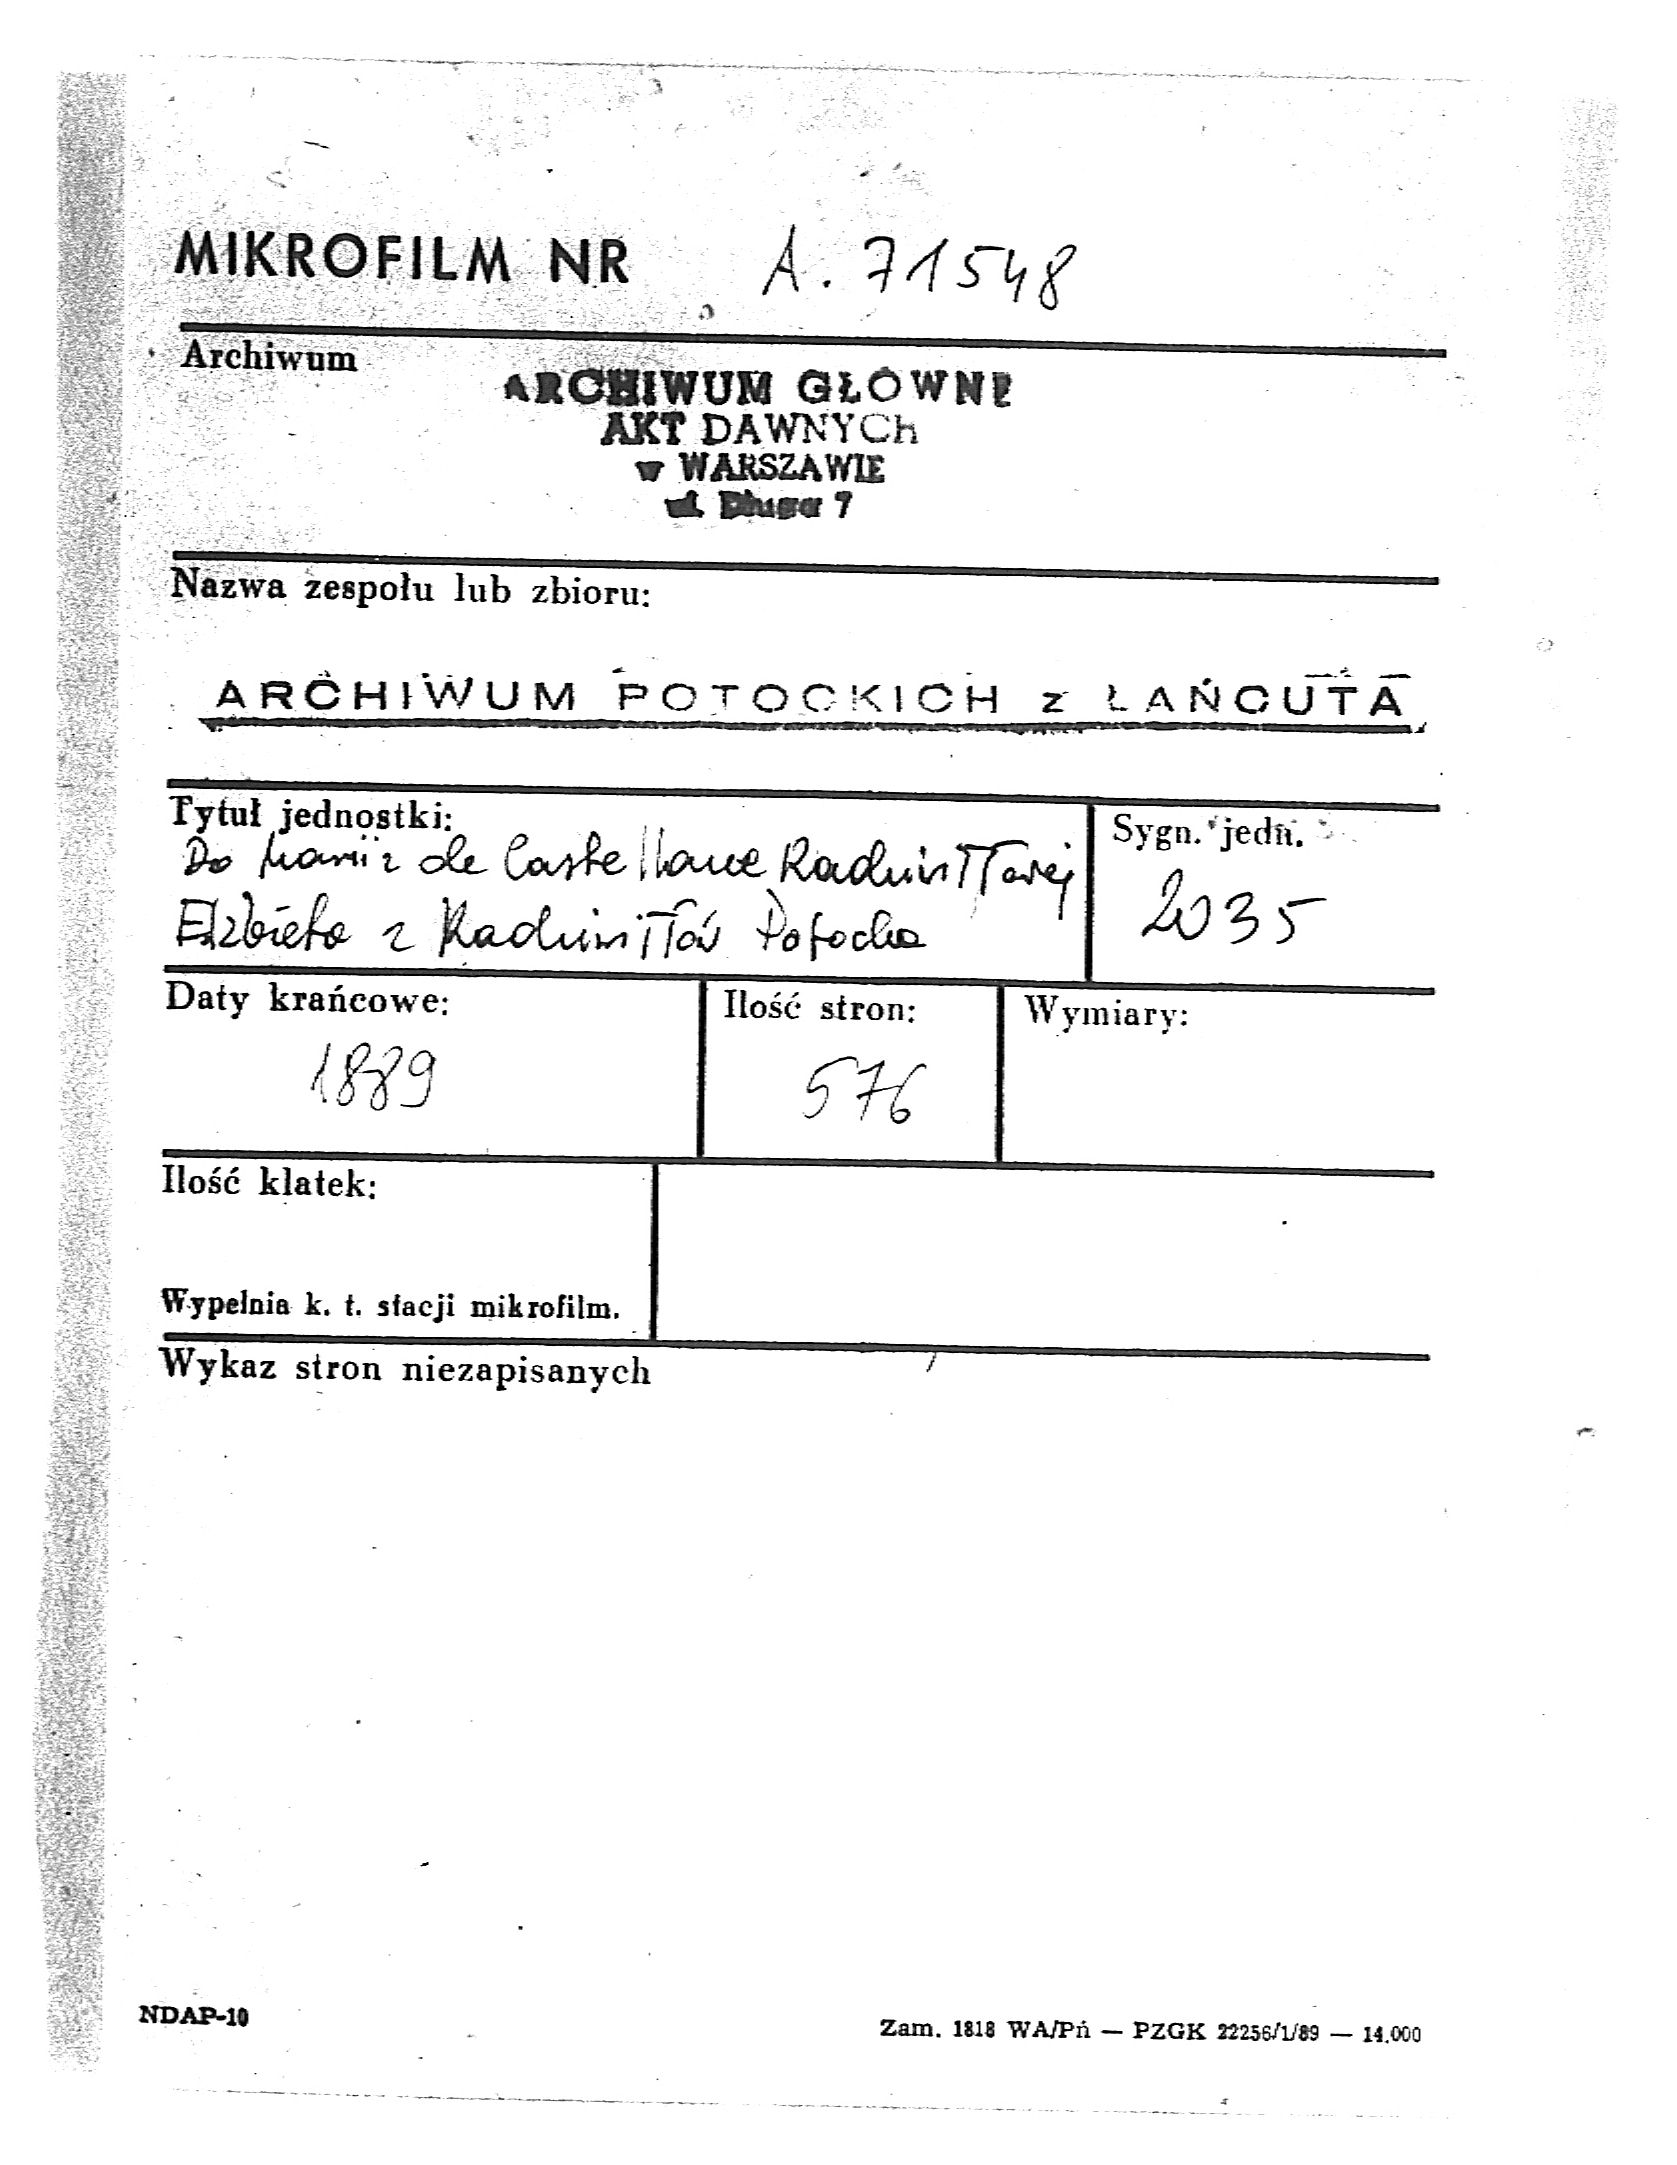 MIKROFILM NR A. 71548
Archiwum
ARCHIWUM GŁÓWNE
AKT DAWNYCh
w WARSZAWIE
ul. Długa 7
Nazwa zespołu lub zbioru:
ARCHIWUM POTOCKICH z ŁAŃCUTA
Tytuł jednostki:
Sygn. jedn.
Do Marii z de Castellane Radziwiłłowej
Elżbieta z Radziwiłłów Potocka
2035
Daty krańcowe:
Ilość stron:
Wymiary:
1889
576
Ilość klatek:
Wypełnia k. t. stacji mikrofilm.
Wykaz stron niezapisanych
NDAP-10
Zam. 1818 WA/Pń — PZGK 22256/1/89 — 14.000